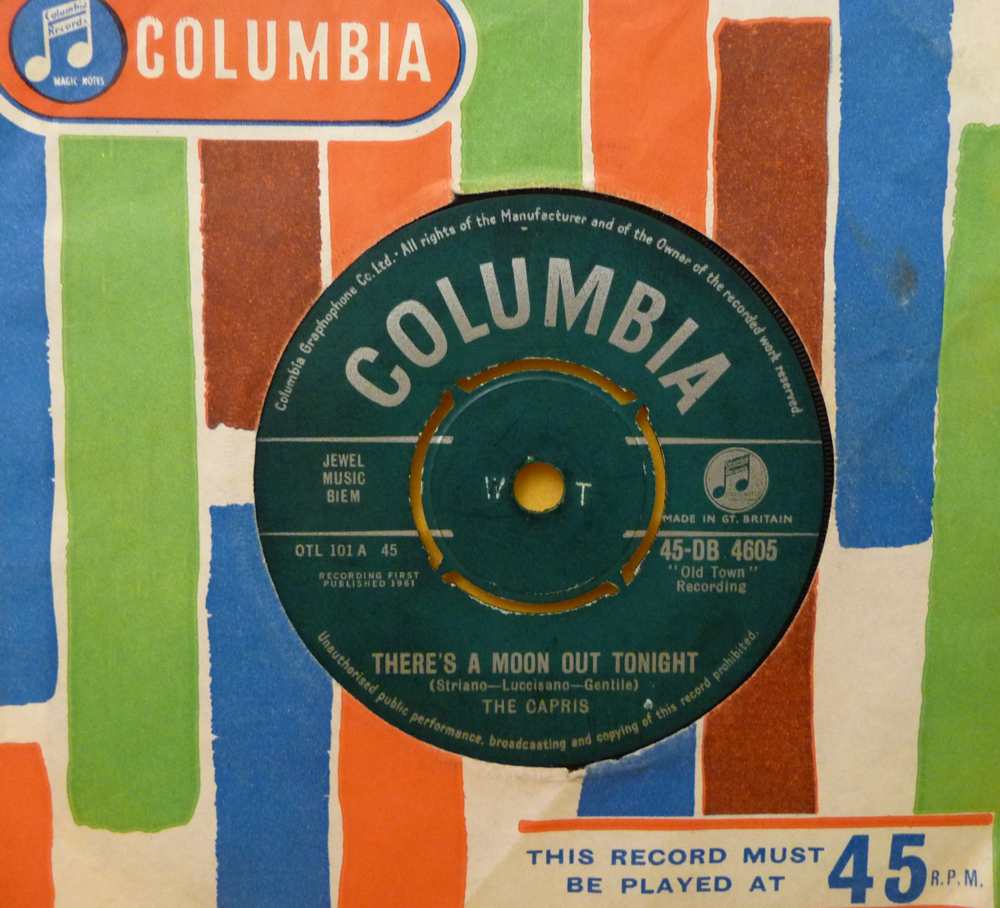 Columbia
Records
MAGIC NOTES
COLUMBIA
Columbia Graphophone Co. Ltd. · All rights of the Manufacturer and of the Owner of the recorded work reserved.
COLUMBIA
JEWEL
MUSIC
BIEM
W T
MADE IN GT. BRITAIN
OTL 101 A 45
RECORDING FIRST
PUBLISHED 1961
45-DB 4605
"Old Town"
Recording
THERE'S A MOON OUT TONIGHT
(Striano—Luccisano—Gentile)
THE CAPRIS
Unauthorised public performance, broadcasting and copying of this record prohibited.
THIS RECORD MUST
BE PLAYED AT
45 R.P.M.